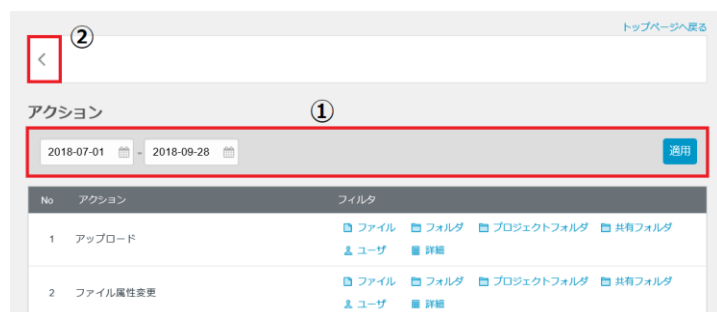 トップページへ戻る
②
<
アクション
①
2018-07-01 - 2018-09-28 適用
No アクション フィルタ
1 アップロード ファイル フォルダ プロジェクトフォルダ 共有フォルダ
ユーザ 詳細
2 ファイル属性変更 ファイル フォルダ プロジェクトフォルダ 共有フォルダ
ユーザ 詳細